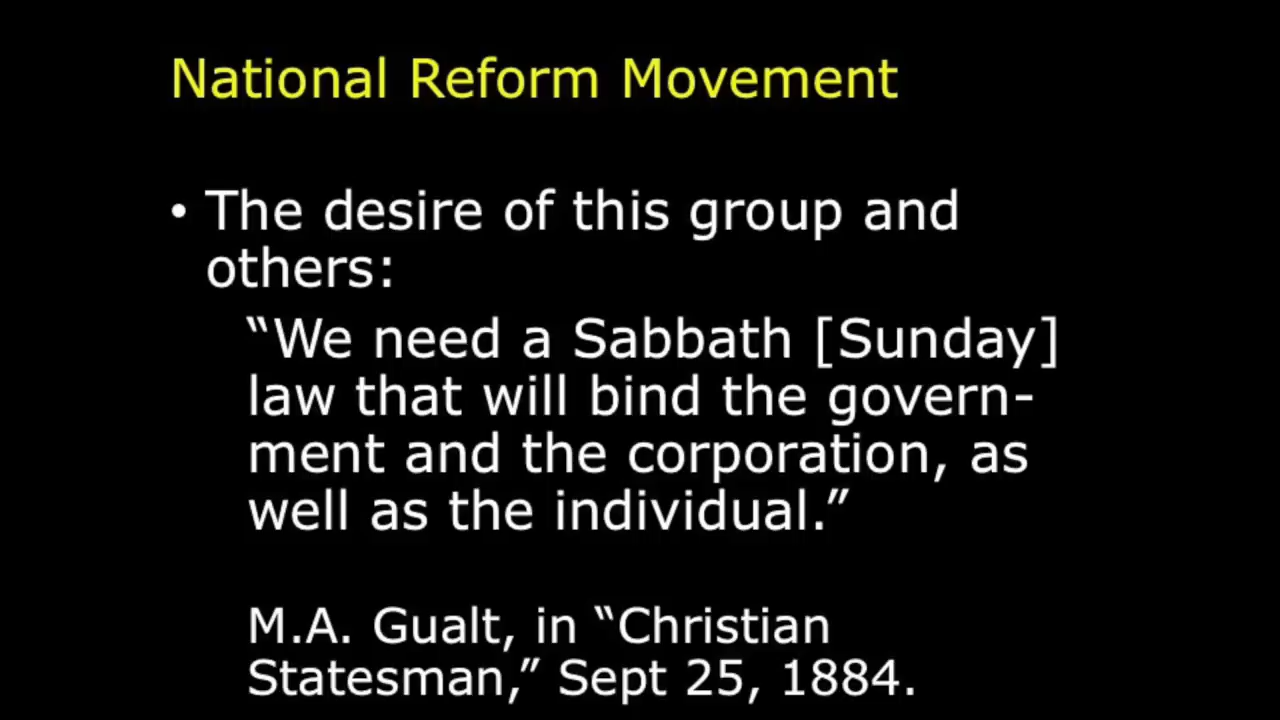 National Reform Movement
• The desire of this group and
others:
“We need a Sabbath [Sunday]
law that will bind the govern-
ment and the corporation, as
well as the individual.”
M.A. Gualt, in “Christian
Statesman,” Sept 25, 1884.